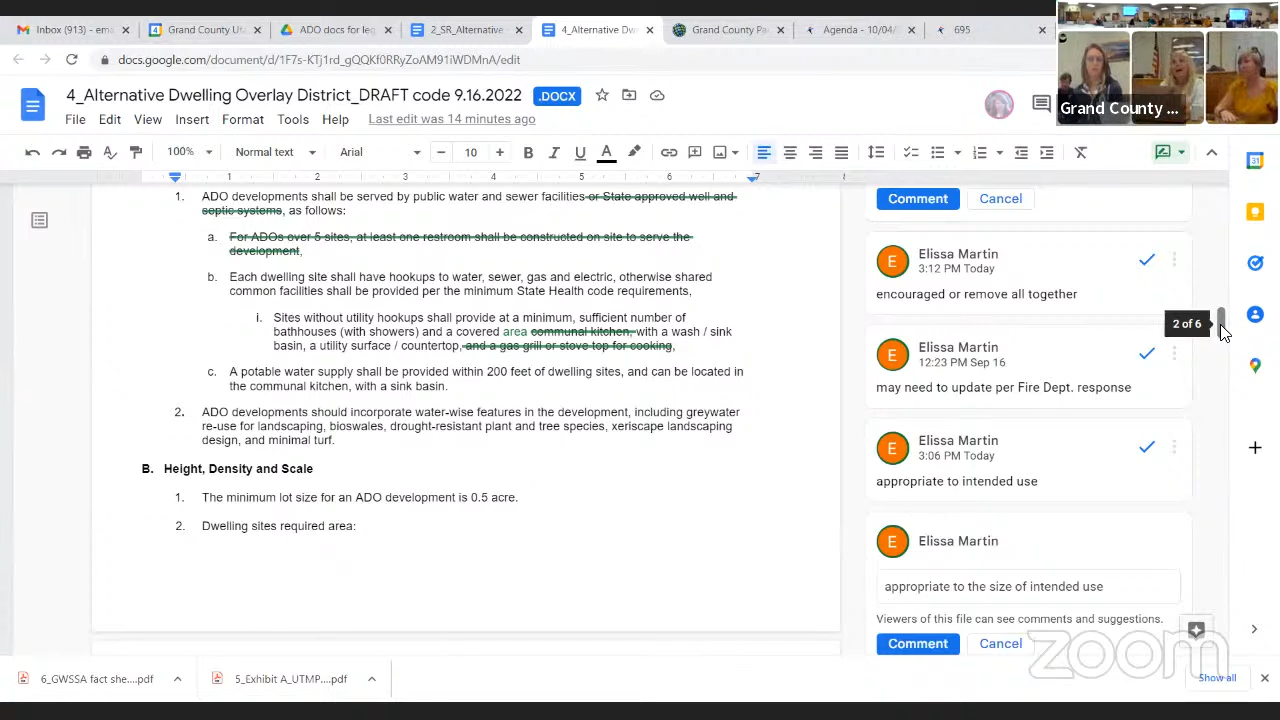 Inbox (913) - em
Grand County Ut
ADO docs for le
2_SR_Alternative
4_Alternative Dw
Grand County P
Agenda - 10/04/
695
docs.google.com/document/d/1F7s-KTj1rd_gQQKf0RRyZoAM91iWDMrvA/edit
4_Alternative Dwelling Overlay District_DRAFT code 9.16.2022
.DOCX
Grand County ...
File Edit View Insert Format Tools Help Last edit was 14 minutes ago
100% Normal text Arial 10
1 2 3 4 5 6 7
1. ADO developments shall be served by public water and sewer facilities or State approved well and
septic systems, as follows:
a. For ADOs over 5 sites, at least one restroom shall be constructed on site to serve the
development,
b. Each dwelling site shall have hookups to water, sewer, gas and electric, otherwise shared
common facilities shall be provided per the minimum State Health code requirements,
i. Sites without utility hookups shall provide at a minimum, sufficient number of
bathhouses (with showers) and a covered area communal kitchen, with a wash / sink
basin, a utility surface / countertop, and a gas grill or stove top for cooking,
c. A potable water supply shall be provided within 200 feet of dwelling sites, and can be located in
the communal kitchen, with a sink basin.
2. ADO developments should incorporate water-wise features in the development, including greywater
re-use for landscaping, bioswales, drought-resistant plant and tree species, xeriscape landscaping
design, and minimal turf.
B. Height, Density and Scale
1. The minimum lot size for an ADO development is 0.5 acre.
2. Dwelling sites required area:
Comment Cancel
E
Elissa Martin
3:12 PM Today
encouraged or remove all together
2 of 6
E
Elissa Martin
12:23 PM Sep 16
may need to update per Fire Dept. response
E
Elissa Martin
3:06 PM Today
appropriate to intended use
E
Elissa Martin
appropriate to the size of intended use
Viewers of this file can see comments and suggestions.
Comment Cancel
31
zoom
6_GWSSA fact she....pdf
5_Exhibit A_UTMP....pdf
Show all